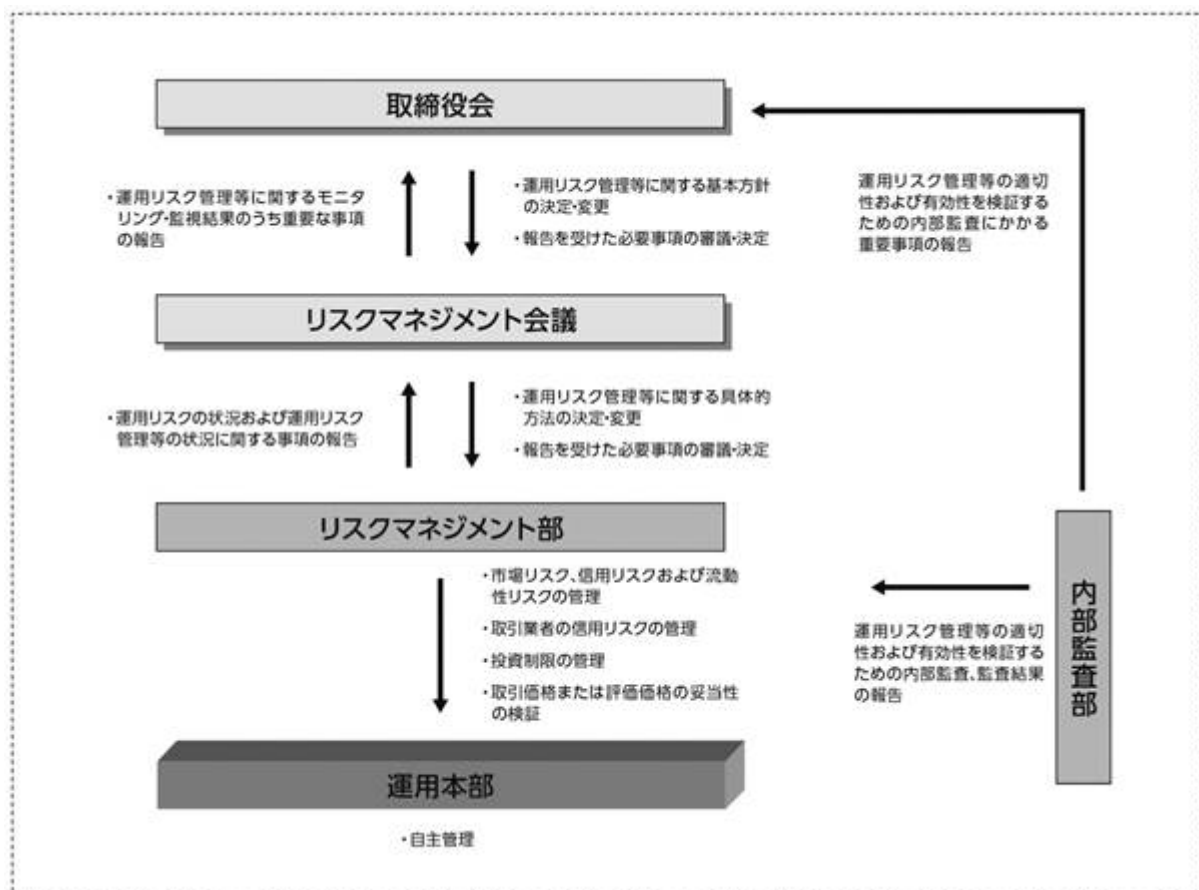 取締役会
・運用リスク管理等に関するモニタ
リング・監視結果のうち重要な事項
の報告
・運用リスク管理等に関する基本方針
の決定・変更
・報告を受けた必要事項の審議・決定
運用リスク管理等の適切
性および有効性を検証する
ための内部監査にかかる
重要事項の報告
リスクマネジメント会議
・運用リスクの状況および運用リスク
管理等の状況に関する事項の報告
・運用リスク管理等に関する具体的
方法の決定・変更
・報告を受けた必要事項の審議・決定
リスクマネジメント部
・市場リスク、信用リスクおよび流動
性リスクの管理
・取引業者の信用リスクの管理
・投資制限の管理
・取引価格または評価価格の妥当性
の検証
運用リスク管理等の適切
性および有効性を検証する
ための内部監査、監査結果
の報告
内部監査部
運用本部
・自主管理